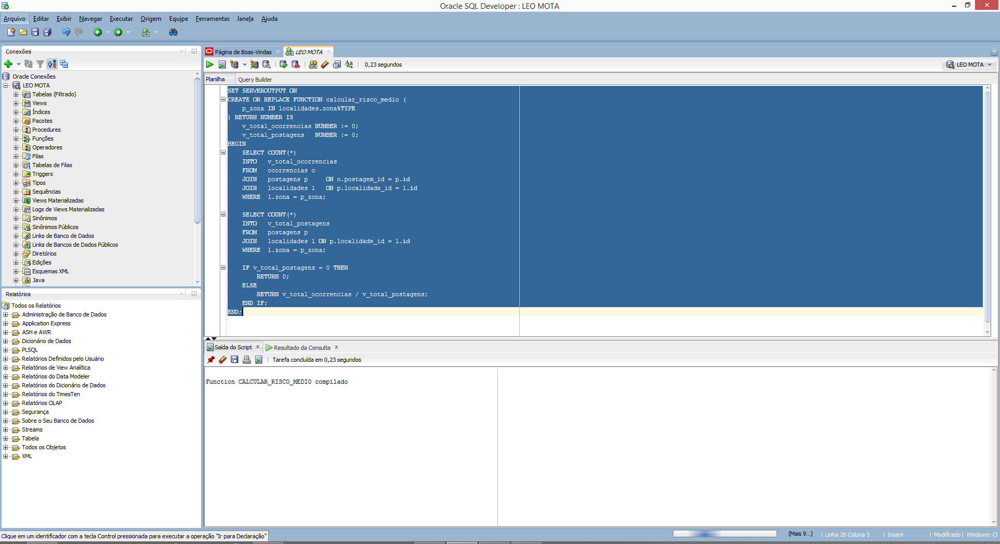 Oracle SQL Developer : LEO MOTA
Arquivo Editar Exibir Navegar Executar Origem Equipe Ferramentas Janela Ajuda
Conexões
Oracle Conexões
LEO MOTA
Tabelas (Filtrado)
Views
Índices
Pacotes
Procedures
Funções
Operadores
Filas
Tabelas de Filas
Triggers
Tipos
Sequências
Views Materializadas
Logs de Views Materializadas
Sinônimos
Sinônimos Públicos
Links de Banco de Dados
Links de Bancos de Dados Públicos
Diretórios
Edições
Esquemas XML
Java
Relatórios
Todos os Relatórios
Administração de Banco de Dados
Application Express
ASH e AWR
Dicionário de Dados
PLSQL
Relatórios Definidos pelo Usuário
Relatórios de View Analítica
Relatórios do Data Modeler
Relatórios do Dicionário de Dados
Relatórios do TimesTen
Relatórios OLAP
Segurança
Sobre o Seu Banco de Dados
Streams
Tabela
Todos os Objetos
XML
Página de Boas-Vindas LEO MOTA
0,23 segundos
LEO MOTA
Planilha Query Builder
SET SERVEROUTPUT ON
CREATE OR REPLACE FUNCTION calcular_risco_medio (
    p_zona IN localidades.zona%TYPE
) RETURN NUMBER IS
    v_total_ocorrencias NUMBER := 0;
    v_total_postagens   NUMBER := 0;
BEGIN
    SELECT COUNT(*)
    INTO   v_total_ocorrencias
    FROM   ocorrencias o
    JOIN   postagens p     ON o.postagem_id = p.id
    JOIN   localidades l   ON p.localidade_id = l.id
    WHERE  l.zona = p_zona;
    SELECT COUNT(*)
    INTO   v_total_postagens
    FROM   postagens p
    JOIN   localidades l ON p.localidade_id = l.id
    WHERE  l.zona = p_zona;
    IF v_total_postagens = 0 THEN
        RETURN 0;
    ELSE
        RETURN v_total_ocorrencias / v_total_postagens;
    END IF;
END;
Saída do Script Resultado da Consulta
Tarefa concluída em 0,23 segundos
Function CALCULAR_RISCO_MEDIO compilado
Clique em um identificador com a tecla Control pressionada para executar a operação "Ir para Declaração"
(Mais 9...) | Linha 26 Coluna 5 | Inserir | Modificado | Windows: